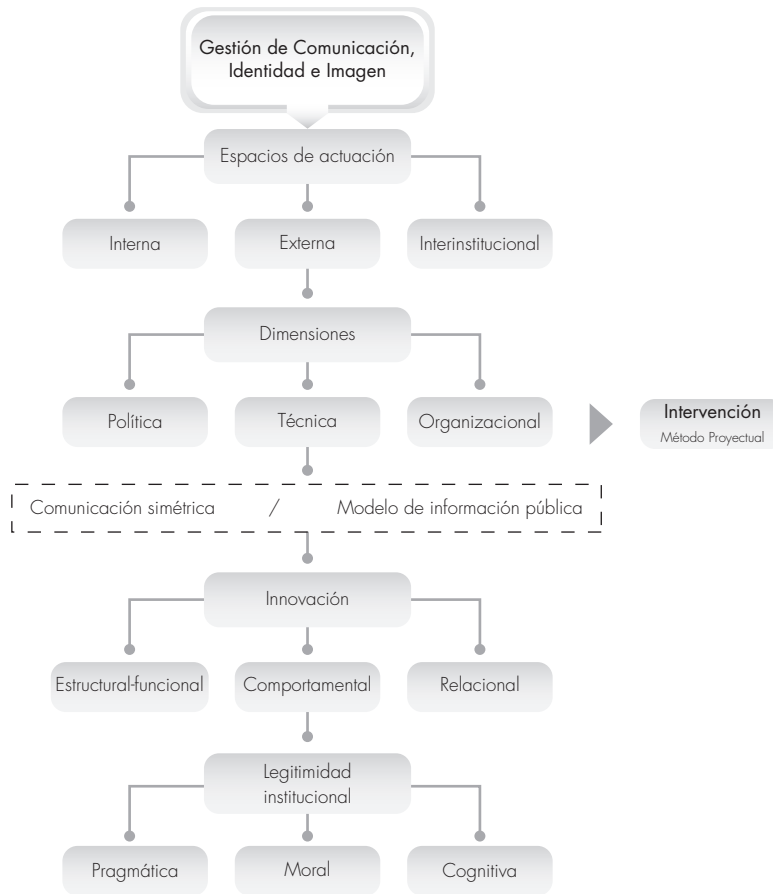 Gestión de Comunicación,
Identidad e Imagen
Espacios de actuación
Interna
Externa
Interinstitucional
Dimensiones
Política
Técnica
Organizacional
Intervención
Método Proyectual
Comunicación simétrica / Modelo de información pública
Innovación
Estructural-funcional
Comportamental
Relacional
Legitimidad
institucional
Pragmática
Moral
Cognitiva